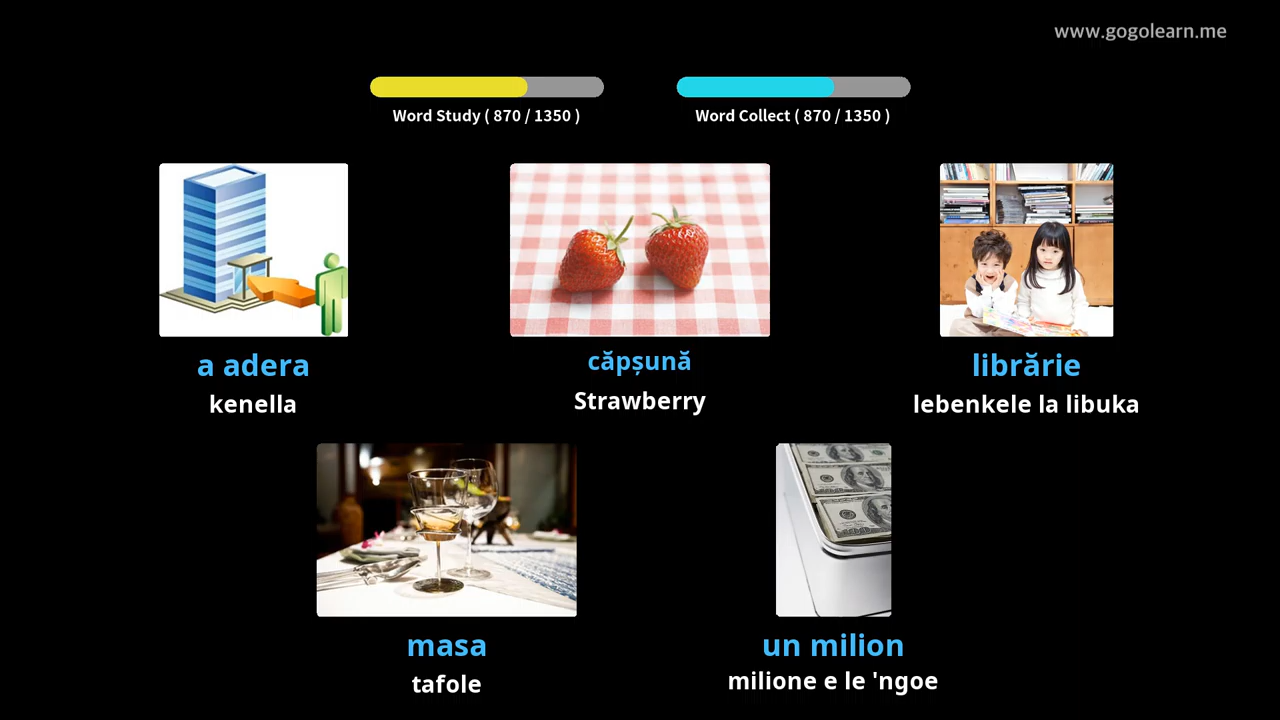 www.gogolearn.me
Word Study ( 870 / 1350 )
Word Collect ( 870 / 1350 )
a adera
kenella
căpșună
Strawberry
librărie
lebenkele la libuka
masa
tafole
un milion
milione e le 'ngoe